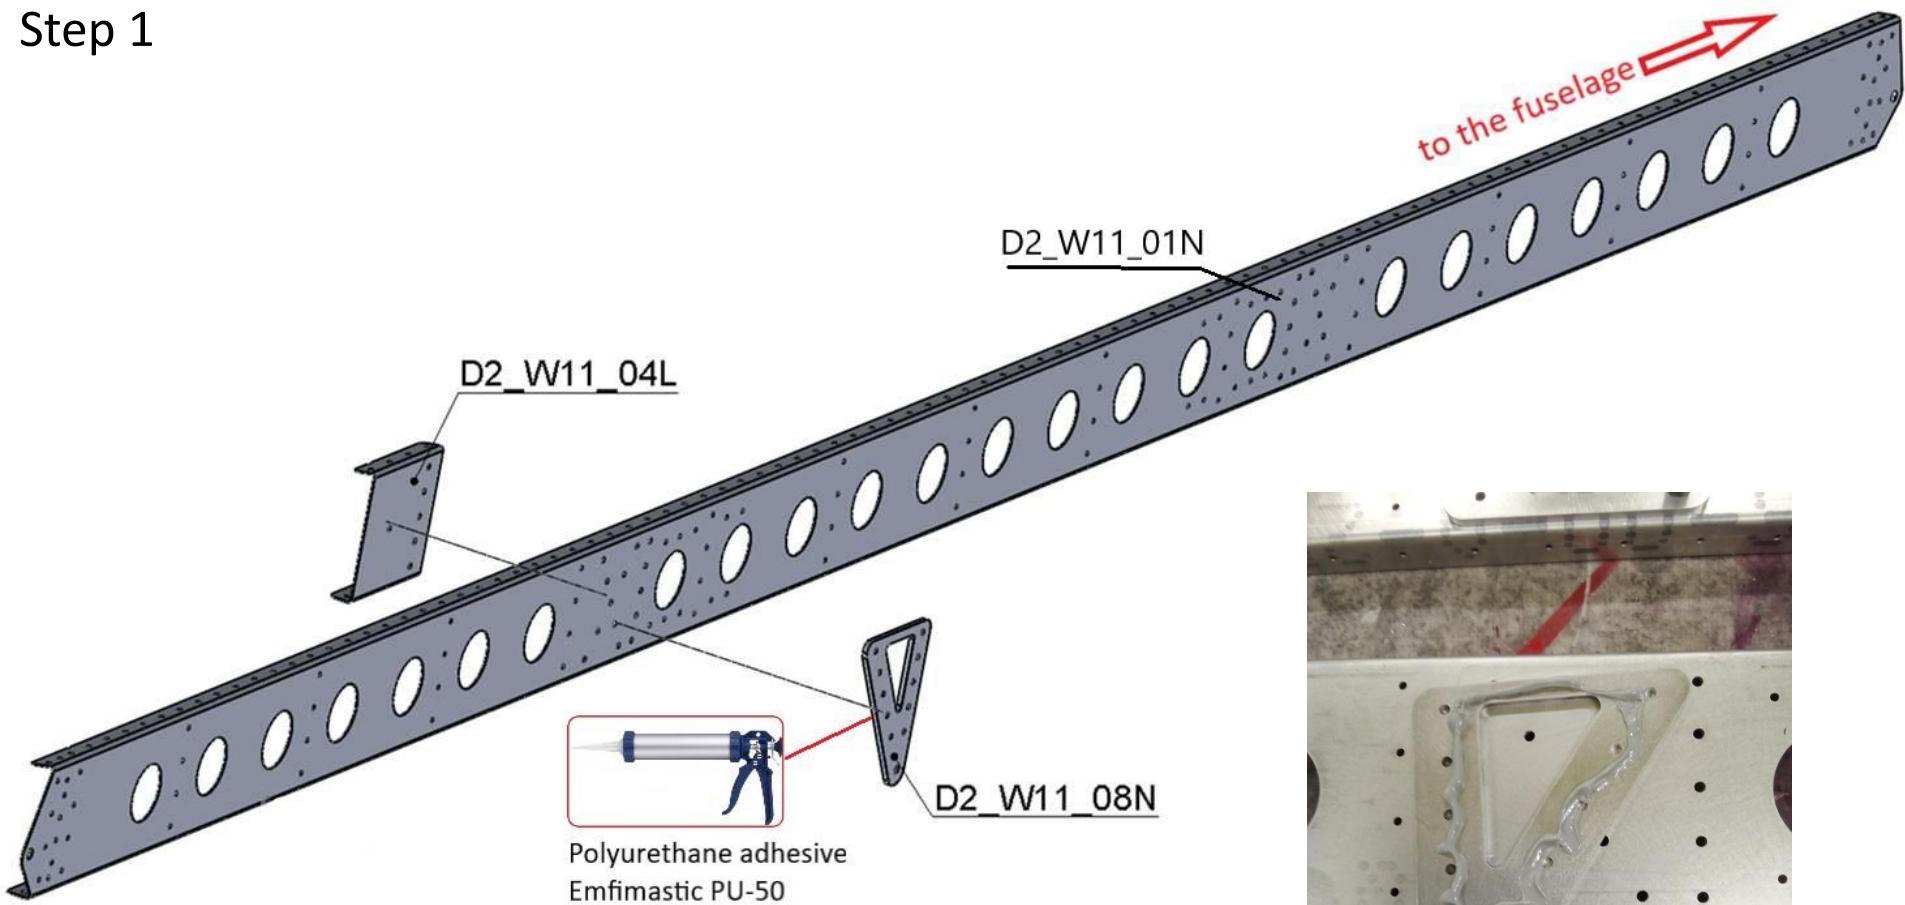 Step 1
to the fuselage
D2_W11_01N
D2_W11_04L
D2_W11_08N
Polyurethane adhesive
Emfimastic PU-50